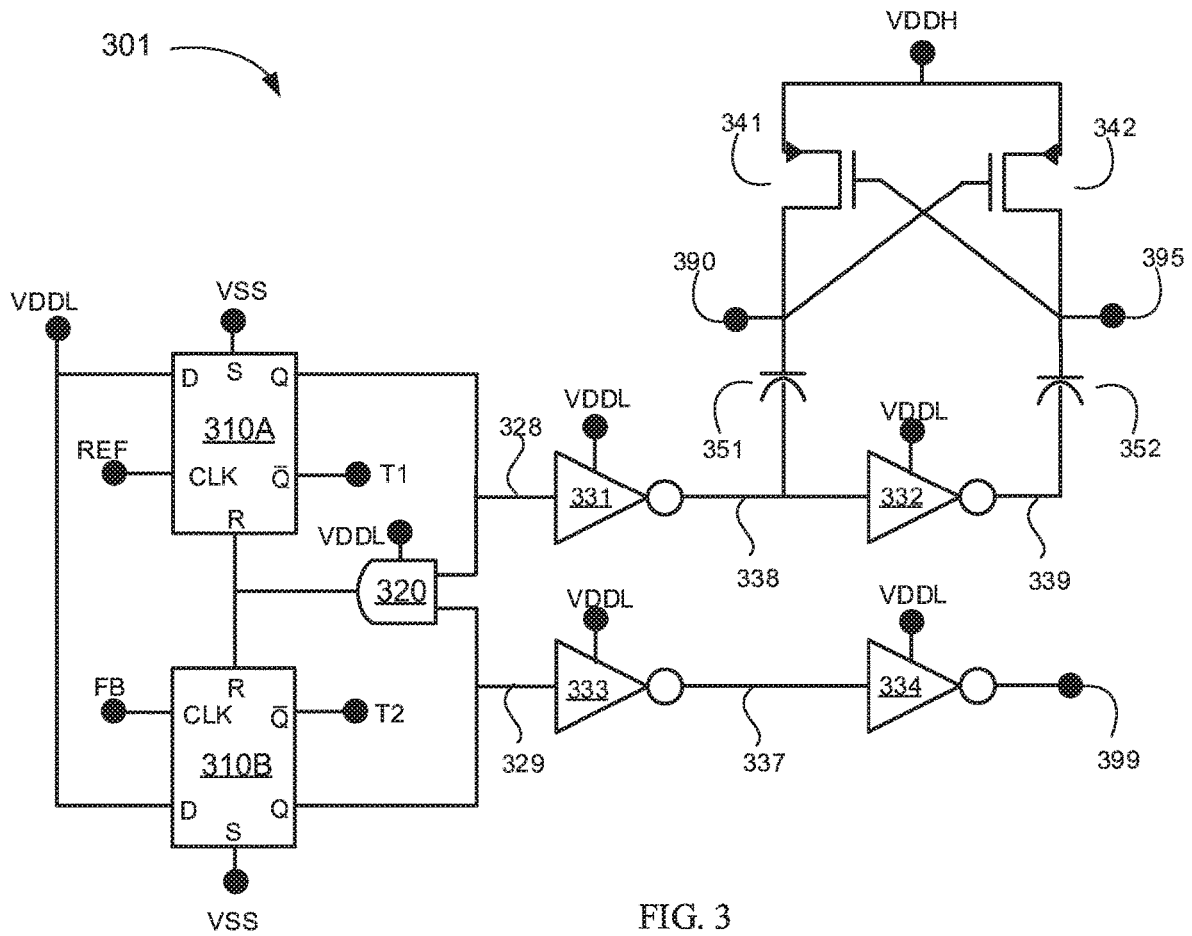 VDDH
301
341
342
390
395
VDDL
VSS
D
S
Q
310A
REF
CLK
Q̅
T1
R
328
VDDL
331
351
VDDL
332
352
338
339
VDDL
320
VDDL
333
VDDL
334
FB
R
CLK
Q̅
T2
310B
329
337
399
D
Q
S
VSS
FIG. 3